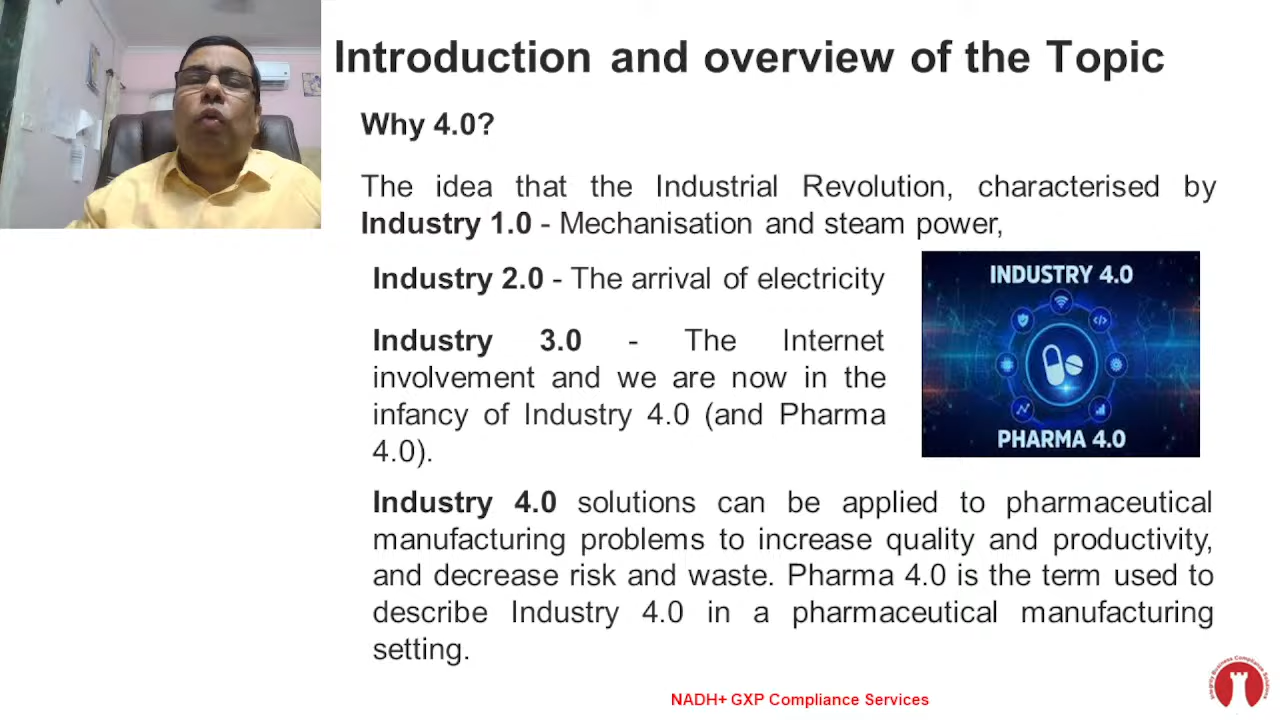 Introduction and overview of the Topic
Why 4.0?
The idea that the Industrial Revolution, characterised by
Industry 1.0 - Mechanisation and steam power,
Industry 2.0 - The arrival of electricity
Industry 3.0 - The Internet
involvement and we are now in the
infancy of Industry 4.0 (and Pharma
4.0).
INDUSTRY 4.0
PHARMA 4.0
Industry 4.0 solutions can be applied to pharmaceutical
manufacturing problems to increase quality and productivity,
and decrease risk and waste. Pharma 4.0 is the term used to
describe Industry 4.0 in a pharmaceutical manufacturing
setting.
NADH+ GXP Compliance Services
Integrity Business Compliance Solutions